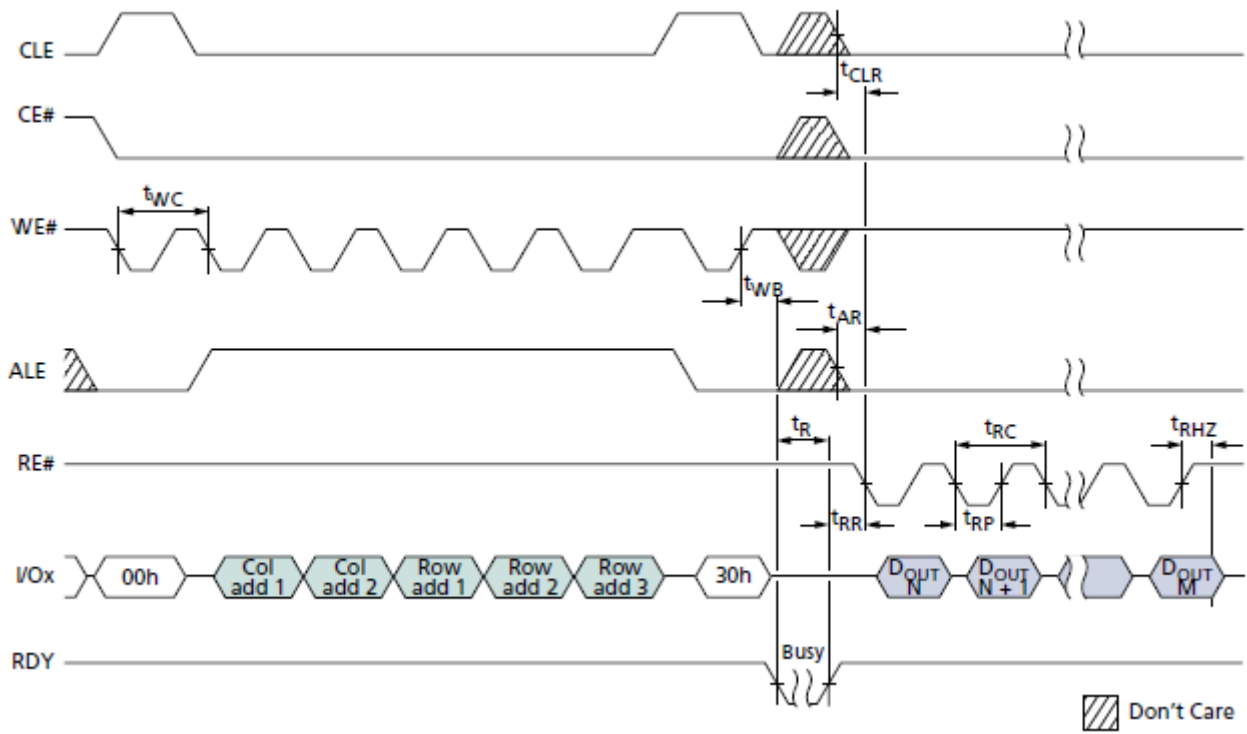 CLE
tCLR
CE#
tWC
WE#
tWB
tAR
ALE
tR
tRC
tRHZ
RE#
tRR
tRP
I/Ox
00h
Col
add 1
Col
add 2
Row
add 1
Row
add 2
Row
add 3
30h
DOUT
N
DOUT
N + 1
DOUT
M
RDY
Busy
Don't Care